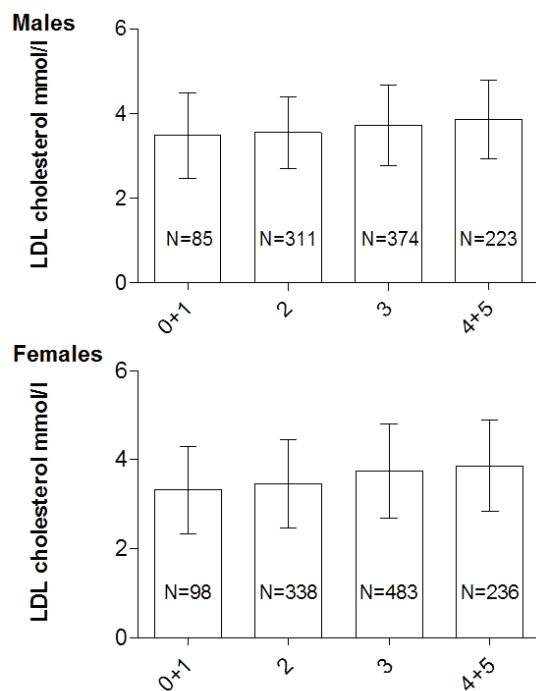 Males
LDL cholesterol mmol/l
6
4
2
0
N=85 N=311 N=374 N=223
0+1 2 3 4+5
Females
LDL cholesterol mmol/l
6
4
2
0
N=98 N=338 N=483 N=236
0+1 2 3 4+5